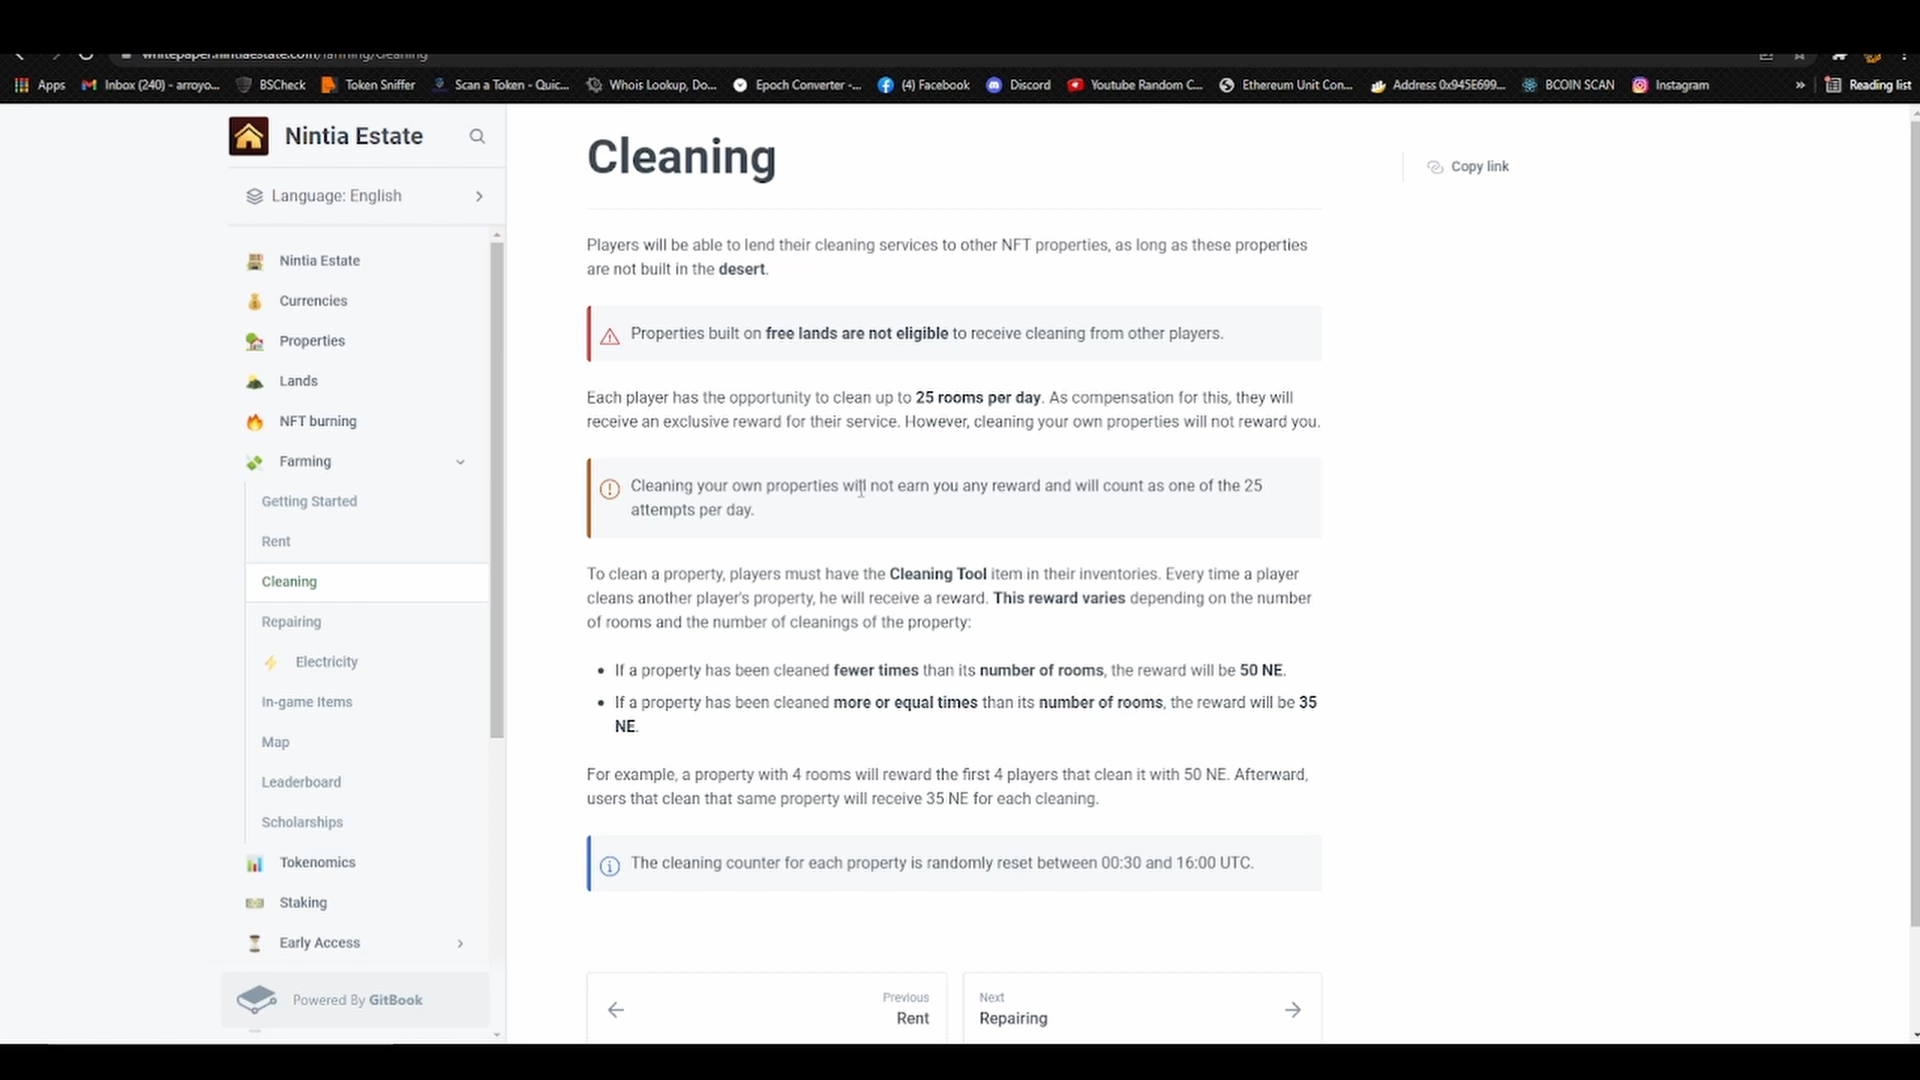 whitepaper.nintiaestate.com/farming/cleaning
Apps Inbox (240) - arroyo... BSCheck Token Sniffer Scan a Token - Quic... Whois Lookup, Do... Epoch Converter -... (4) Facebook Discord Youtube Random C... Ethereum Unit Con... Address 0x945E699... BCOIN SCAN Instagram » Reading list
Nintia Estate
Language: English
Nintia Estate
Currencies
Properties
Lands
NFT burning
Farming
Getting Started
Rent
Cleaning
Repairing
Electricity
In-game Items
Map
Leaderboard
Scholarships
Tokenomics
Staking
Early Access
Powered By GitBook
Cleaning
Copy link
Players will be able to lend their cleaning services to other NFT properties, as long as these properties
are not built in the desert.
Properties built on free lands are not eligible to receive cleaning from other players.
Each player has the opportunity to clean up to 25 rooms per day. As compensation for this, they will
receive an exclusive reward for their service. However, cleaning your own properties will not reward you.
Cleaning your own properties will not earn you any reward and will count as one of the 25
attempts per day.
To clean a property, players must have the Cleaning Tool item in their inventories. Every time a player
cleans another player's property, he will receive a reward. This reward varies depending on the number
of rooms and the number of cleanings of the property:
• If a property has been cleaned fewer times than its number of rooms, the reward will be 50 NE.
• If a property has been cleaned more or equal times than its number of rooms, the reward will be 35
NE.
For example, a property with 4 rooms will reward the first 4 players that clean it with 50 NE. Afterward,
users that clean that same property will receive 35 NE for each cleaning.
The cleaning counter for each property is randomly reset between 00:30 and 16:00 UTC.
Previous
Rent
Next
Repairing